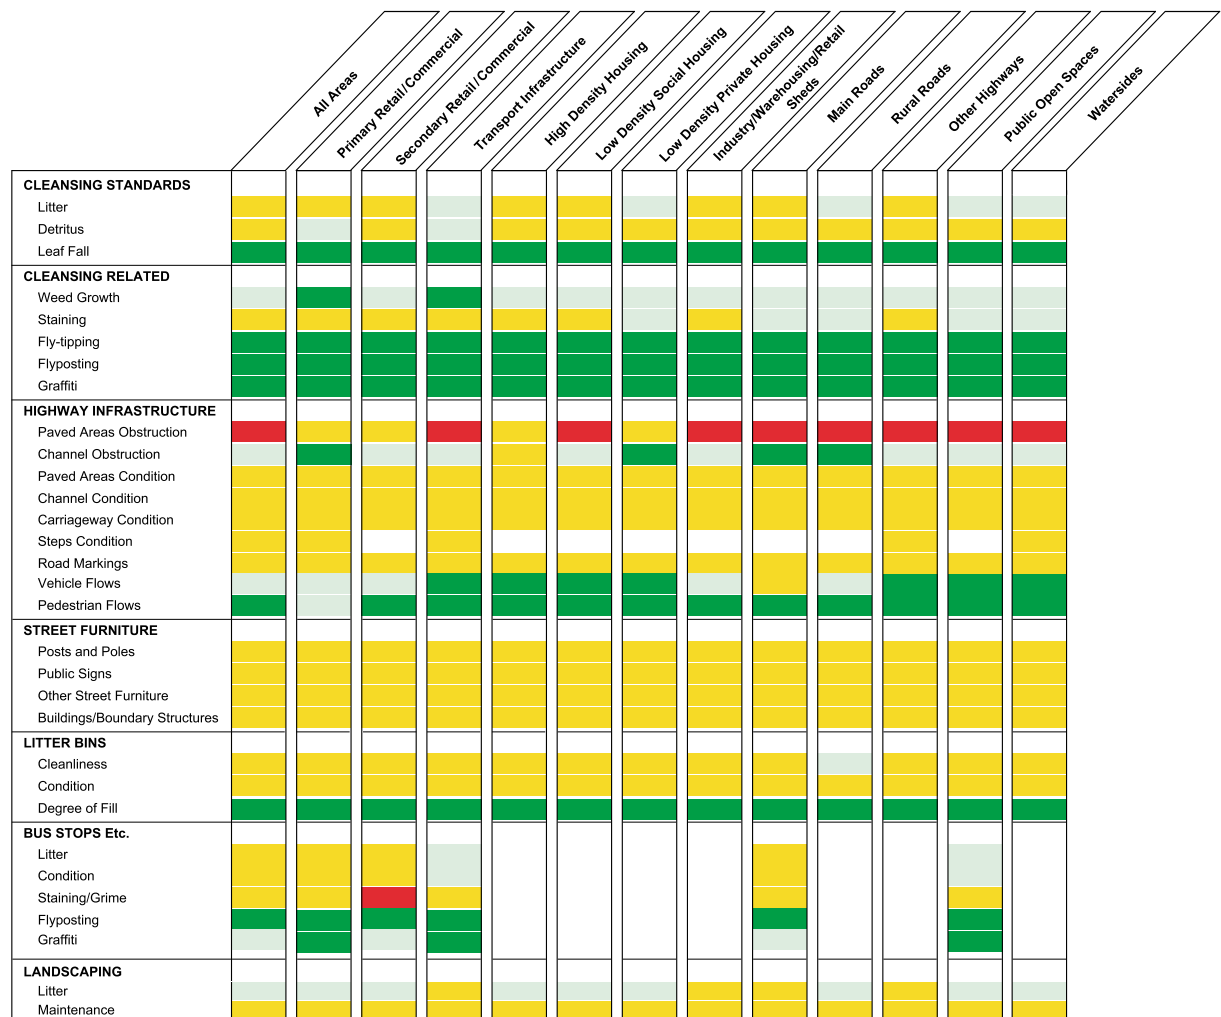 All Areas
Primary Retail/Commercial
Secondary Retail/Commercial
Transport Infrastructure
High Density Housing
Low Density Social Housing
Low Density Private Housing
Industry/Warehousing/Retail
Sheds
Main Roads
Rural Roads
Other Highways
Public Open Spaces
Watersides
CLEANSING STANDARDS
Litter
Detritus
Leaf Fall
CLEANSING RELATED
Weed Growth
Staining
Fly-tipping
Flyposting
Graffiti
HIGHWAY INFRASTRUCTURE
Paved Areas Obstruction
Channel Obstruction
Paved Areas Condition
Channel Condition
Carriageway Condition
Steps Condition
Road Markings
Vehicle Flows
Pedestrian Flows
STREET FURNITURE
Posts and Poles
Public Signs
Other Street Furniture
Buildings/Boundary Structures
LITTER BINS
Cleanliness
Condition
Degree of Fill
BUS STOPS Etc.
Litter
Condition
Staining/Grime
Flyposting
Graffiti
LANDSCAPING
Litter
Maintenance